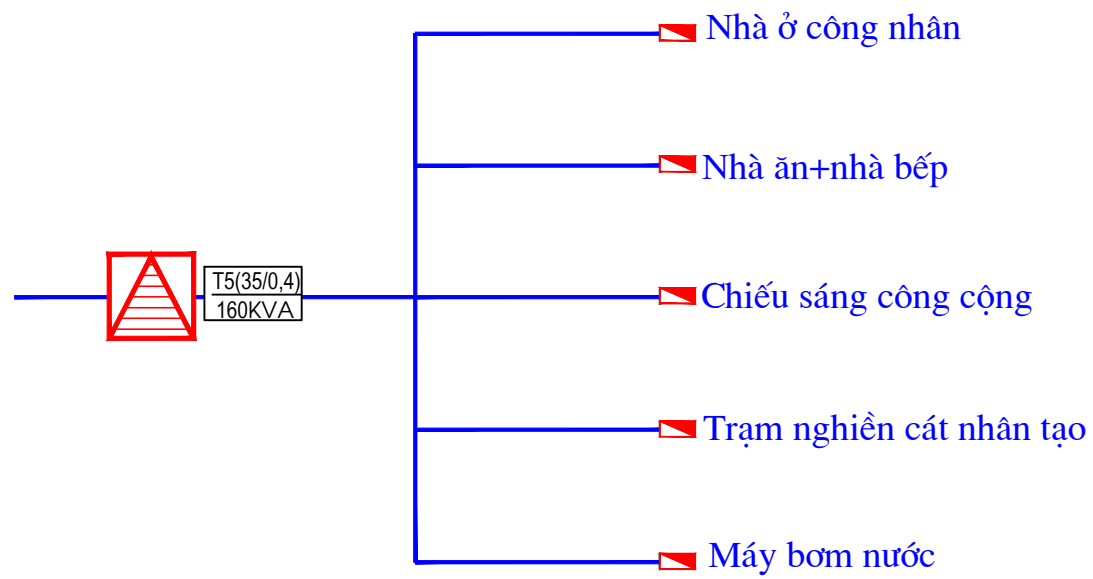 Nhà ở công nhân
Nhà ăn+nhà bếp
T5(35/0,4)
160KVA
Chiếu sáng công cộng
Trạm nghiền cát nhân tạo
Máy bơm nước